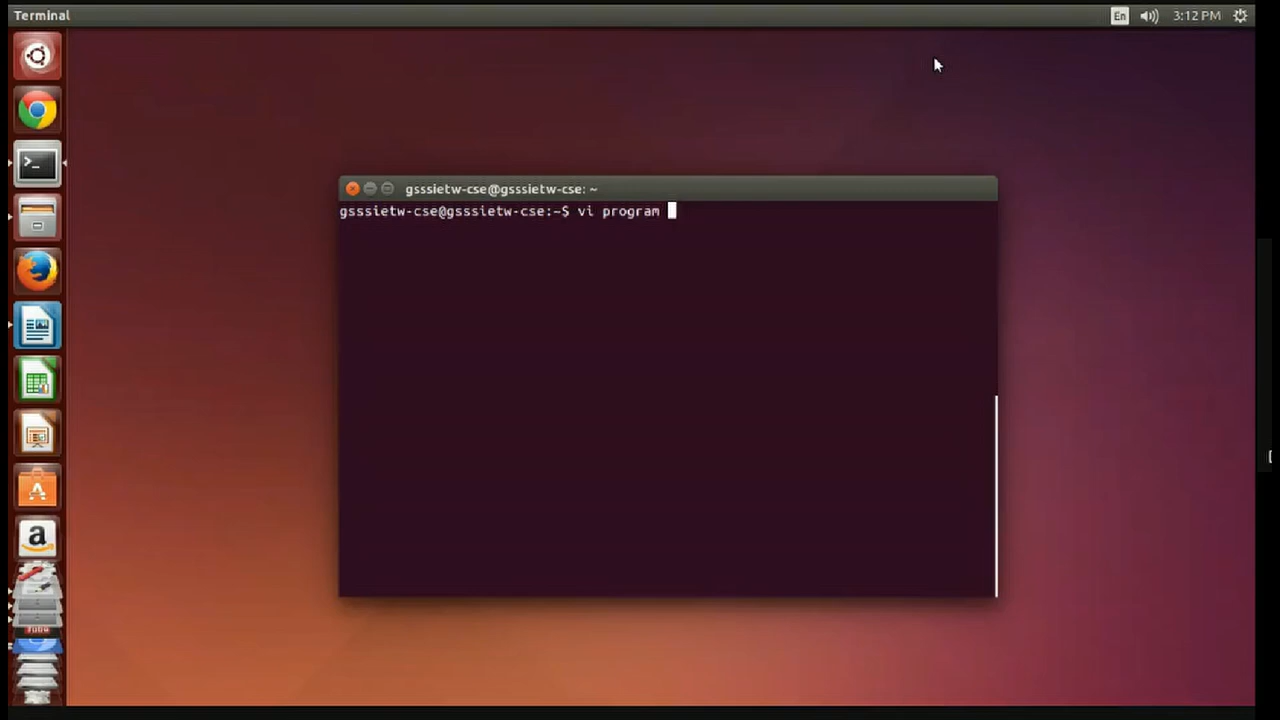 Terminal
En
3:12 PM
gsssietw-cse@gsssietw-cse: ~
gsssietw-cse@gsssietw-cse:~$ vi program
a